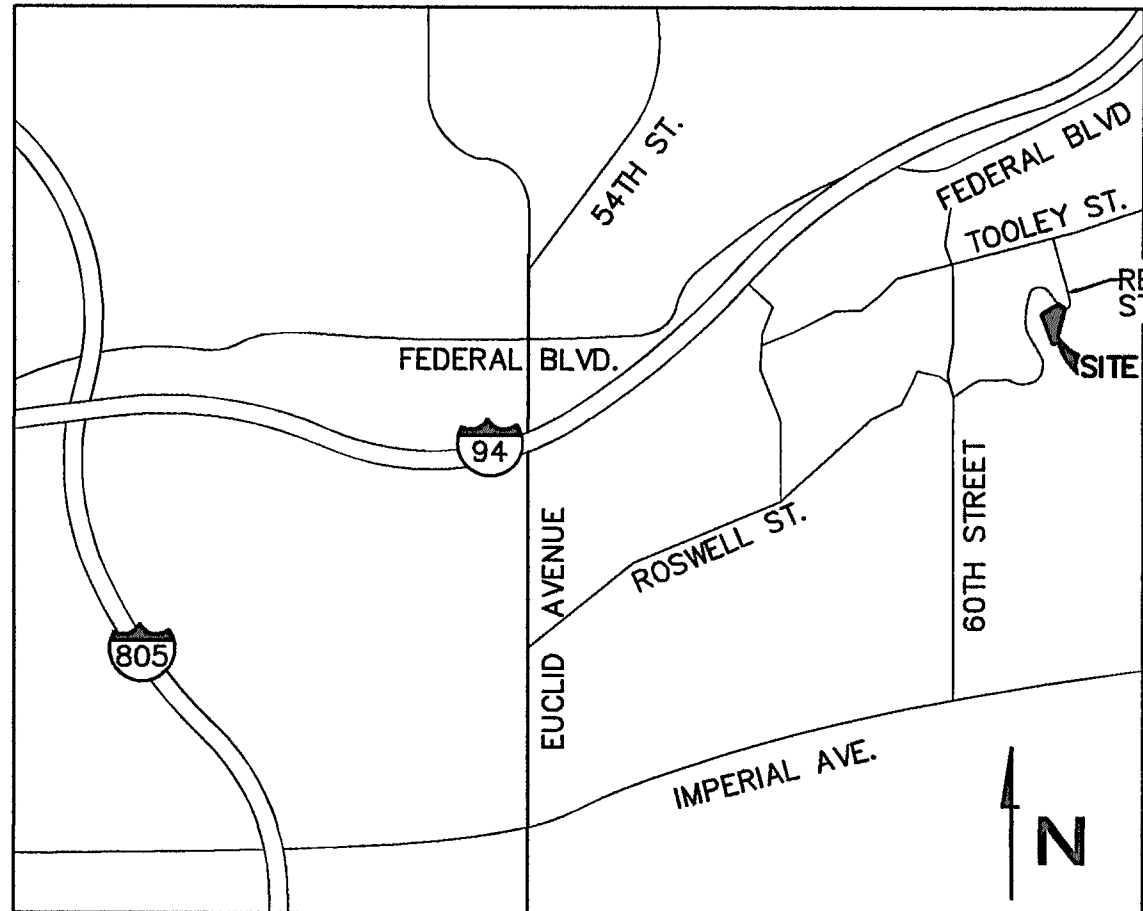 54TH ST.
FEDERAL BLVD
TOOLEY ST.
SITE
FEDERAL BLVD.
94
ROSWELL ST.
EUCLID AVENUE
60TH STREET
805
IMPERIAL AVE.
N